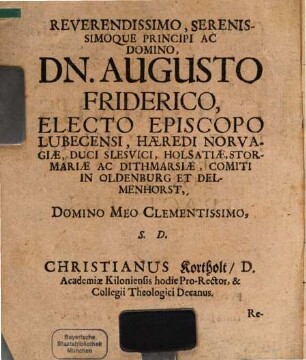 REVERENDISSIMO, SERENIS-
SIMOQUE PRINCIPI AC
DOMINO,
DN. AUGUSTO
FRIDERICO,
ELECTO EPISCOPO
LUBECENSI, HÆREDI NORVA-
GIÆ, DUCI SLESVICI, HOLSATIÆ, STOR-
MARIÆ AC DITHMARSIÆ, COMITI
IN OLDENBURG ET DEL-
MENHORST,
DOMINO MEO CLEMENTISSIMO,
S. D.
CHRISTIANUS Kortholt / D.
Academiæ Kiloniensis hodie Pro-Rector, &
Collegii Theologici Decanus.
Re-
Bayerische
Staatsbibliothek
München